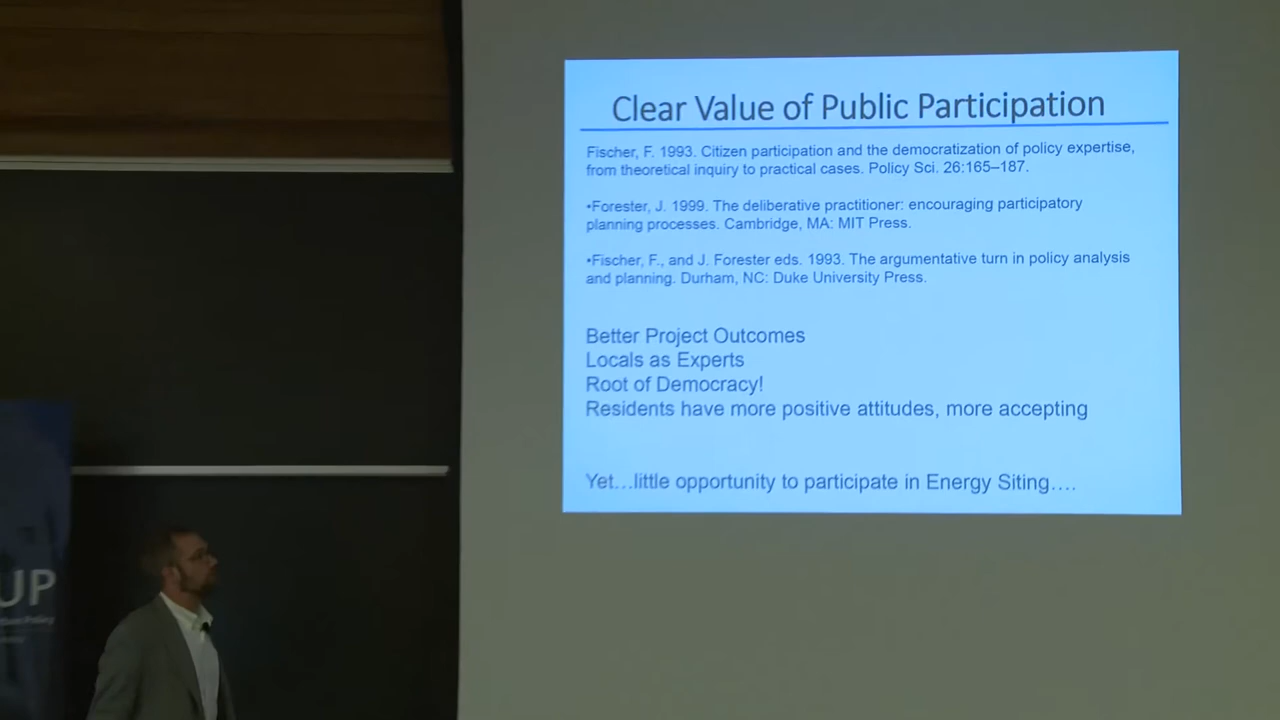 Clear Value of Public Participation
Fischer, F. 1993. Citizen participation and the democratization of policy expertise,
from theoretical inquiry to practical cases. Policy Sci. 26:165–187.
•Forester, J. 1999. The deliberative practitioner: encouraging participatory
planning processes. Cambridge, MA: MIT Press.
•Fischer, F., and J. Forester eds. 1993. The argumentative turn in policy analysis
and planning. Durham, NC: Duke University Press.
Better Project Outcomes
Locals as Experts
Root of Democracy!
Residents have more positive attitudes, more accepting
Yet…little opportunity to participate in Energy Siting….
UP
Policy